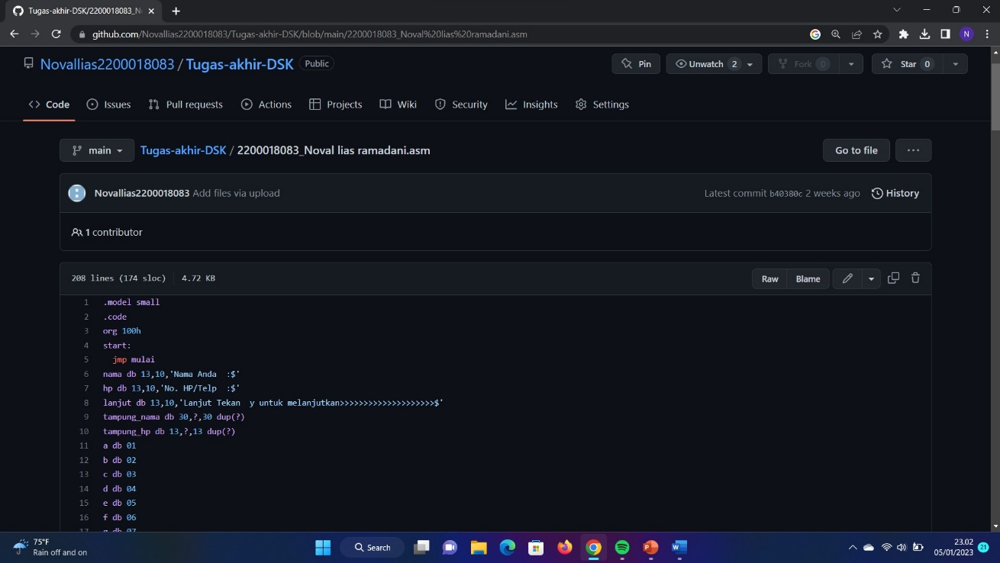 Tugas-akhir-DSK/2200018083_N
github.com/Novallias2200018083/Tugas-akhir-DSK/blob/main/2200018083_Noval%20lias%20ramadani.asm
N
Novallias2200018083 / Tugas-akhir-DSK Public
Pin
Unwatch 2
Fork 0
Star 0
Code
Issues
Pull requests
Actions
Projects
Wiki
Security
Insights
Settings
main
Tugas-akhir-DSK / 2200018083_Noval lias ramadani.asm
Go to file
...
Novallias2200018083 Add files via upload
Latest commit b40380c 2 weeks ago
History
1 contributor
208 lines (174 sloc) 4.72 KB
Raw
Blame
1 .model small
2 .code
3 org 100h
4 start:
5 jmp mulai
6 nama db 13,10,'Nama Anda  :$'
7 hp db 13,10,'No. HP/Telp  :$'
8 lanjut db 13,10,'Lanjut Tekan  y untuk melanjutkan>>>>>>>>>>>>>>>>>>>>$'
9 tampung_nama db 30,?,30 dup(?)
10 tampung_hp db 13,?,13 dup(?)
11 a db 01
12 b db 02
13 c db 03
14 d db 04
15 e db 05
16 f db 06
17 g db 07
75°F
Rain off and on
Search
23.02
05/01/2023
21